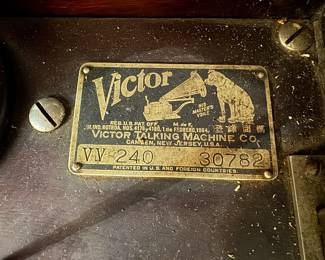 Victor
HIS MASTER'S VOICE
REG. U.S. PAT. OFF. M. de F.
VICTOR TALKING MACHINE CO.
CAMDEN, NEW JERSEY, U.S.A.
VV-240 30782
PATENTED IN U.S. AND FOREIGN COUNTRIES.